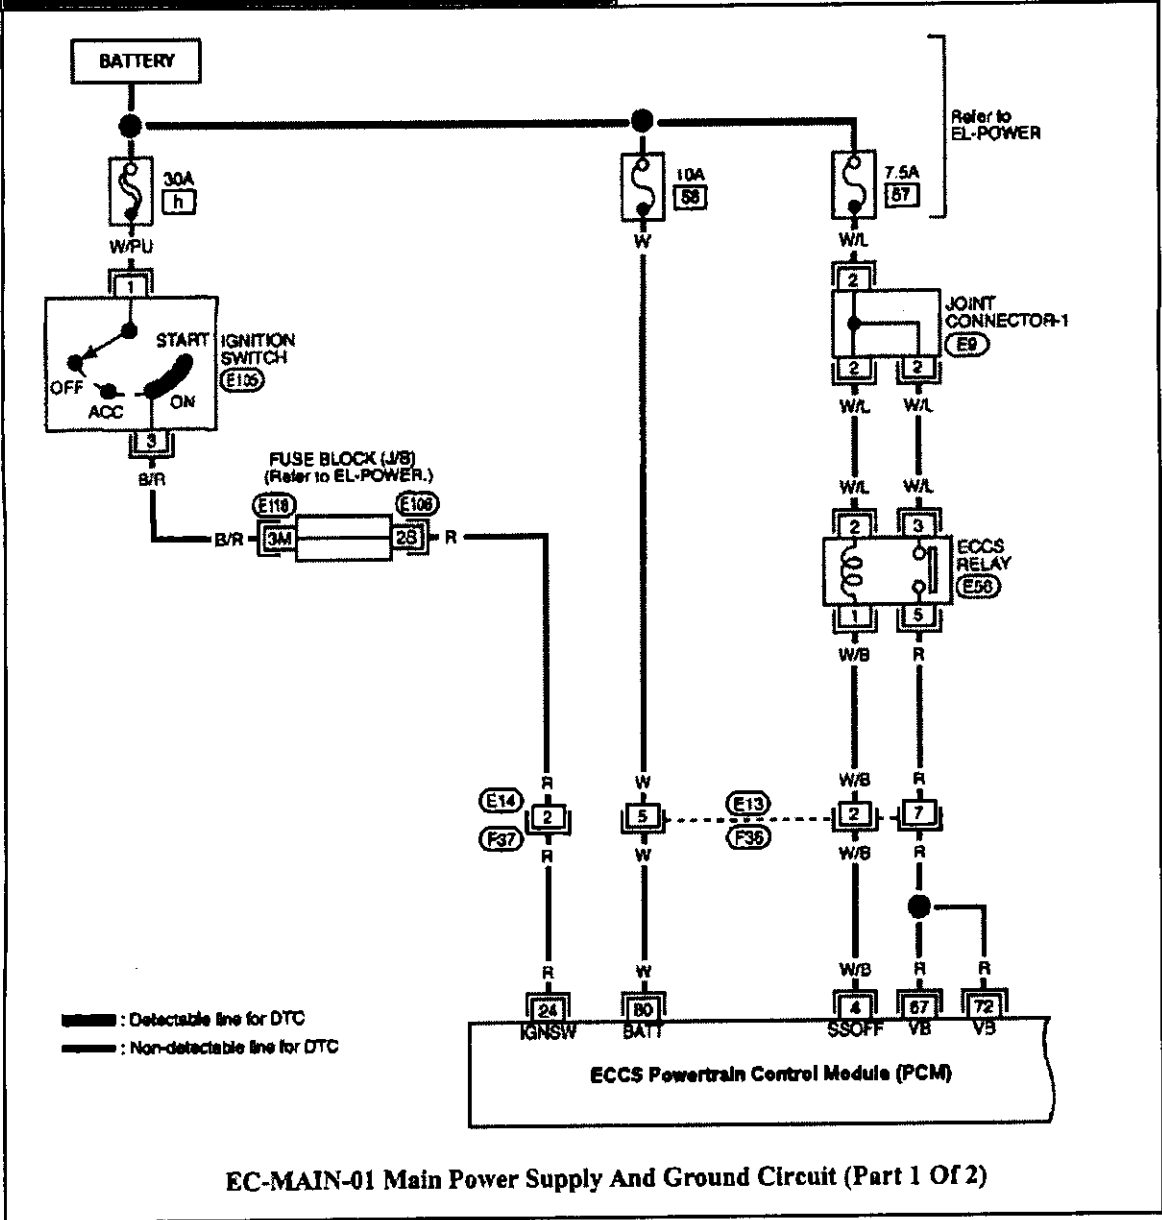 BATTERY
Refer to
EL-POWER
30A
h
10A
58
7.5A
67
W/PU
W
W/L
1
2
JOINT
CONNECTOR-1
E9
START
IGNITION
SWITCH
E105
OFF
ACC
ON
2
2
W/L
W/L
3
B/R
FUSE BLOCK (J/B)
(Refer to EL-POWER.)
W/L
W/L
E118
E106
2
3
B/R
3M
2B
R
ECCS
RELAY
E56
1
5
W/B
R
R
W
W/B
R
E14
2
5
E13
2
7
F37
F36
R
W
W/B
R
R
W
W/B
R
R
24
80
4
67
72
IGNSW
BATT
SSOFF
VB
VB
: Detectable line for DTC
: Non-detectable line for DTC
ECCS Powertrain Control Module (PCM)
EC-MAIN-01 Main Power Supply And Ground Circuit (Part 1 Of 2)